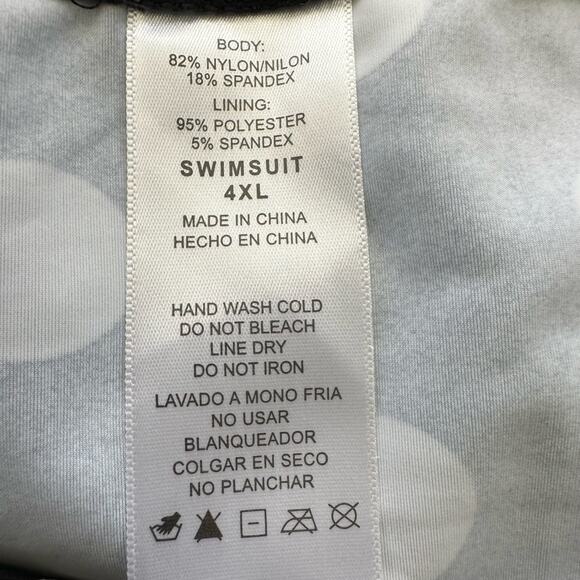 BODY:
82% NYLON/NILON
18% SPANDEX
LINING:
95% POLYESTER
5% SPANDEX
SWIMSUIT
4XL
MADE IN CHINA
HECHO EN CHINA
HAND WASH COLD
DO NOT BLEACH
LINE DRY
DO NOT IRON
LAVADO A MONO FRIA
NO USAR
BLANQUEADOR
COLGAR EN SECO
NO PLANCHAR